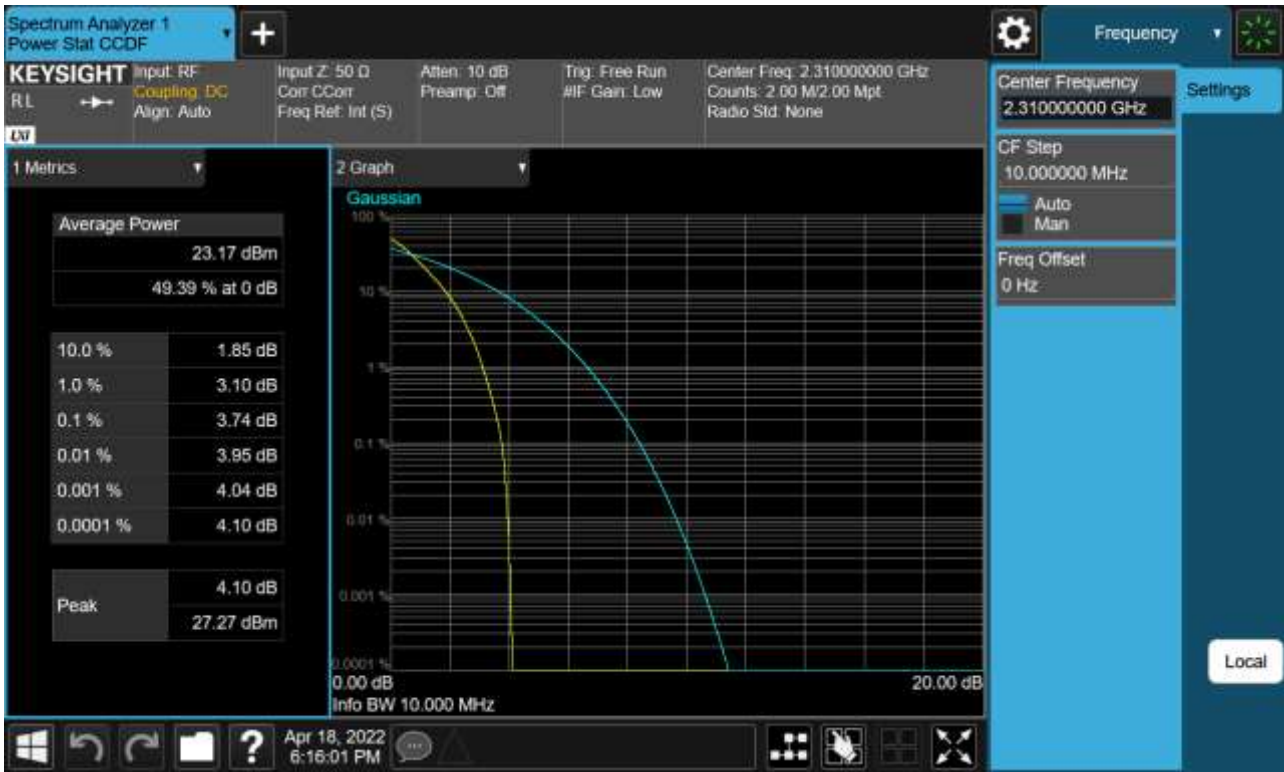 Spectrum Analyzer 1
Power Stat CCDF
+
Frequency
KEYSIGHT
RL
LXI
Input: RF
Coupling: DC
Align: Auto
Input Z: 50 Ω
Corr CCorr
Freq Ref: Int (S)
Atten: 10 dB
Preamp: Off
Trig: Free Run
#IF Gain: Low
Center Freq: 2.310000000 GHz
Counts: 2.00 M/2.00 Mpt
Radio Std: None
Center Frequency
2.310000000 GHz
Settings
CF Step
10.000000 MHz
Auto
Man
Freq Offset
0 Hz
1 Metrics
Average Power
23.17 dBm
49.39 % at 0 dB
10.0 % 1.85 dB
1.0 % 3.10 dB
0.1 % 3.74 dB
0.01 % 3.95 dB
0.001 % 4.04 dB
0.0001 % 4.10 dB
Peak
4.10 dB
27.27 dBm
2 Graph
Gaussian
100 %
10 %
1 %
0.1 %
0.01 %
0.001 %
0.0001 %
0.00 dB
20.00 dB
Info BW 10.000 MHz
Local
?
Apr 18, 2022
6:16:01 PM